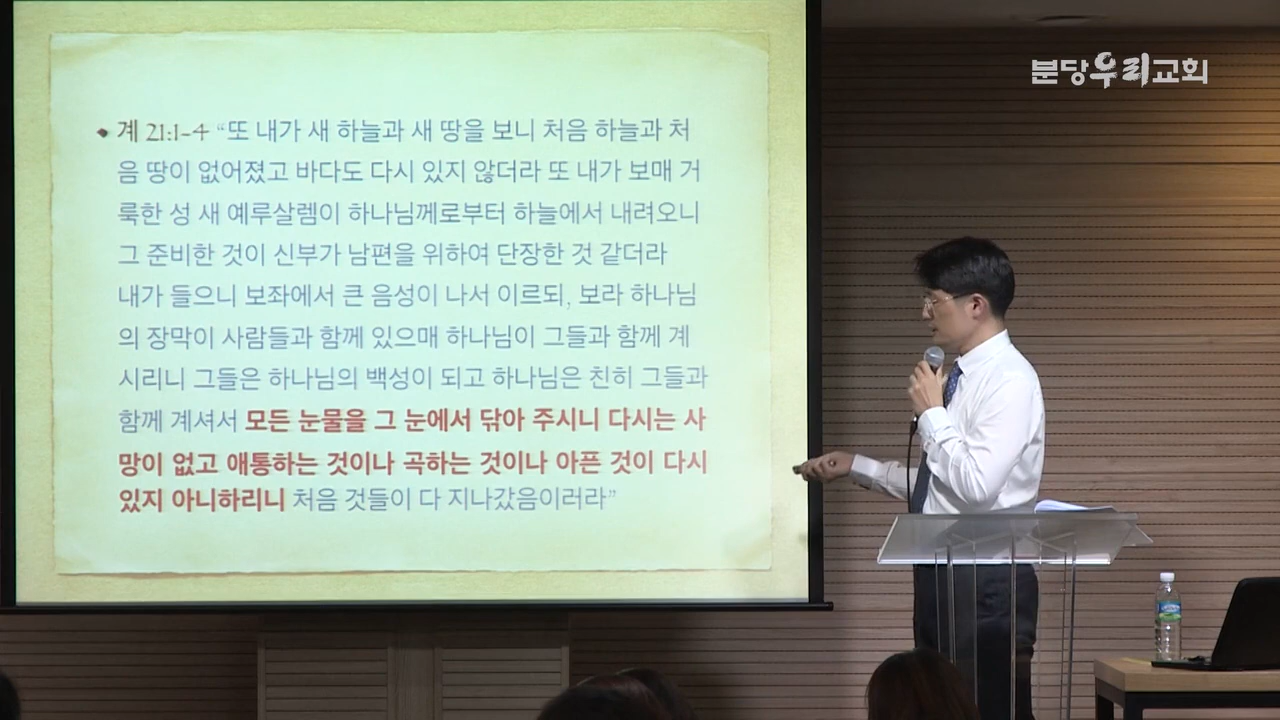 분당우리교회
계 21:1-4 “또 내가 새 하늘과 새 땅을 보니 처음 하늘과 처
음 땅이 없어졌고 바다도 다시 있지 않더라 또 내가 보매 거
룩한 성 새 예루살렘이 하나님께로부터 하늘에서 내려오니
그 준비한 것이 신부가 남편을 위하여 단장한 것 같더라
내가 들으니 보좌에서 큰 음성이 나서 이르되, 보라 하나님
의 장막이 사람들과 함께 있으매 하나님이 그들과 함께 계
시리니 그들은 하나님의 백성이 되고 하나님은 친히 그들과
함께 계셔서 모든 눈물을 그 눈에서 닦아 주시니 다시는 사
망이 없고 애통하는 것이나 곡하는 것이나 아픈 것이 다시
있지 아니하리니 처음 것들이 다 지나갔음이러라”